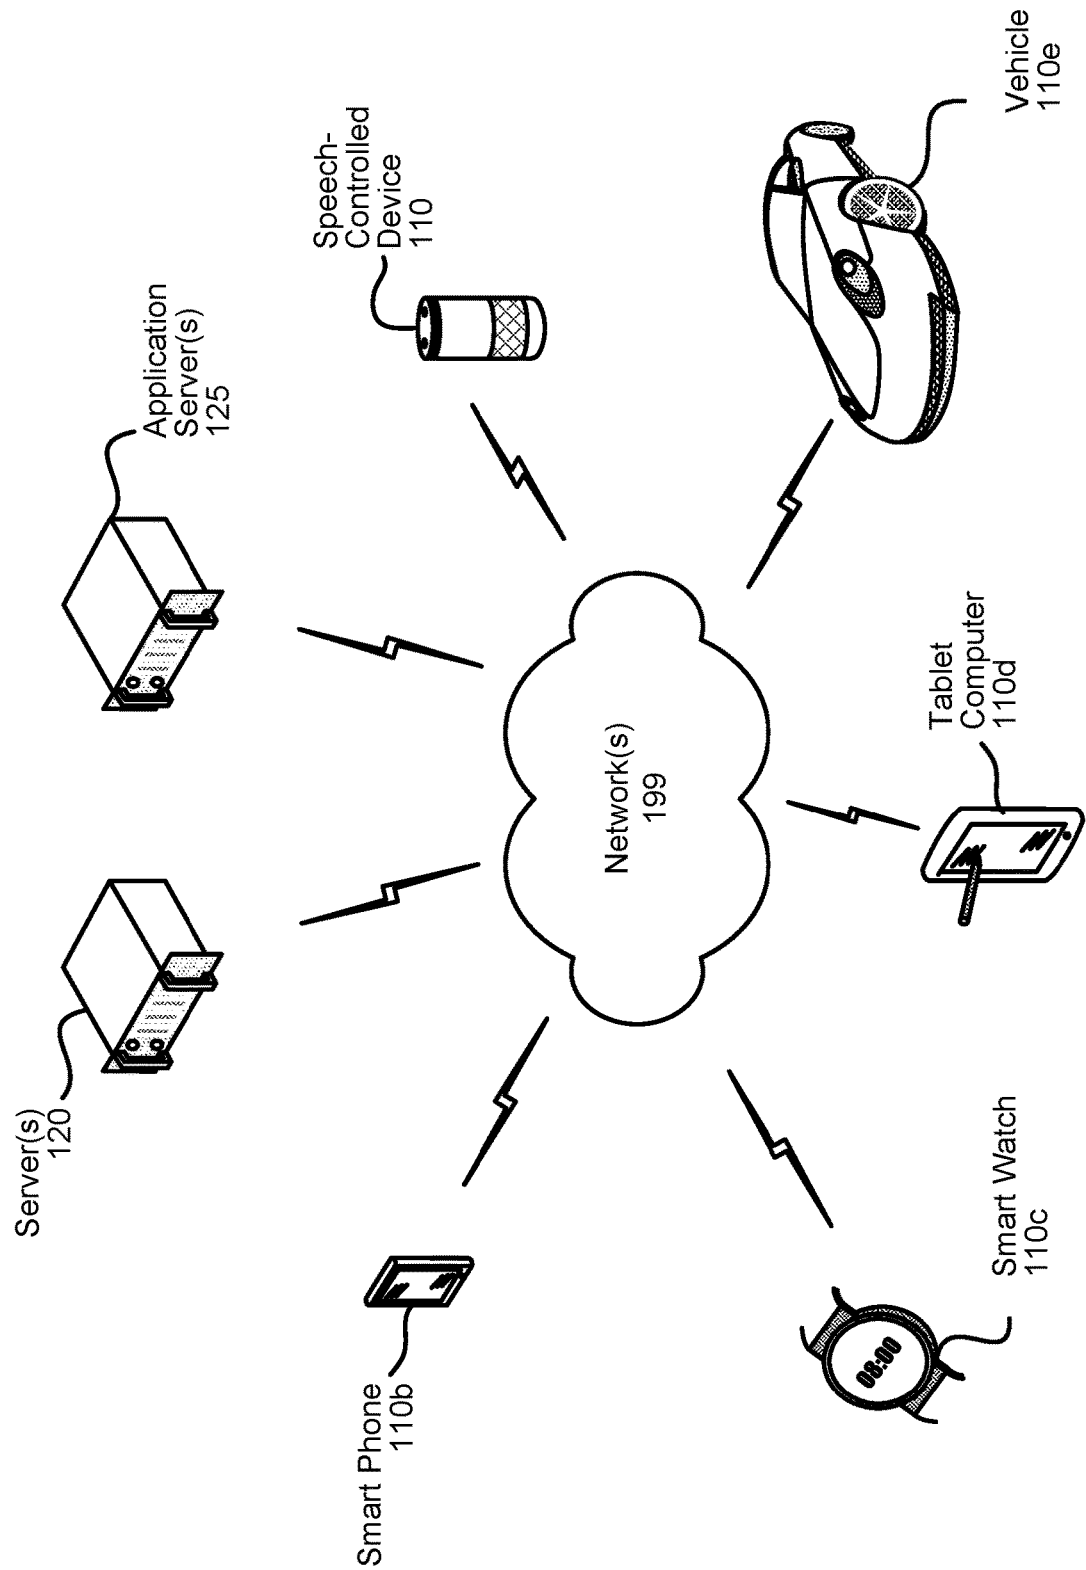 Server(s)
120
Application
Server(s)
125
Smart Phone
110b
Speech-
Controlled
Device
110
Network(s)
199
08:00
Smart Watch
110c
Tablet
Computer
110d
Vehicle
110e